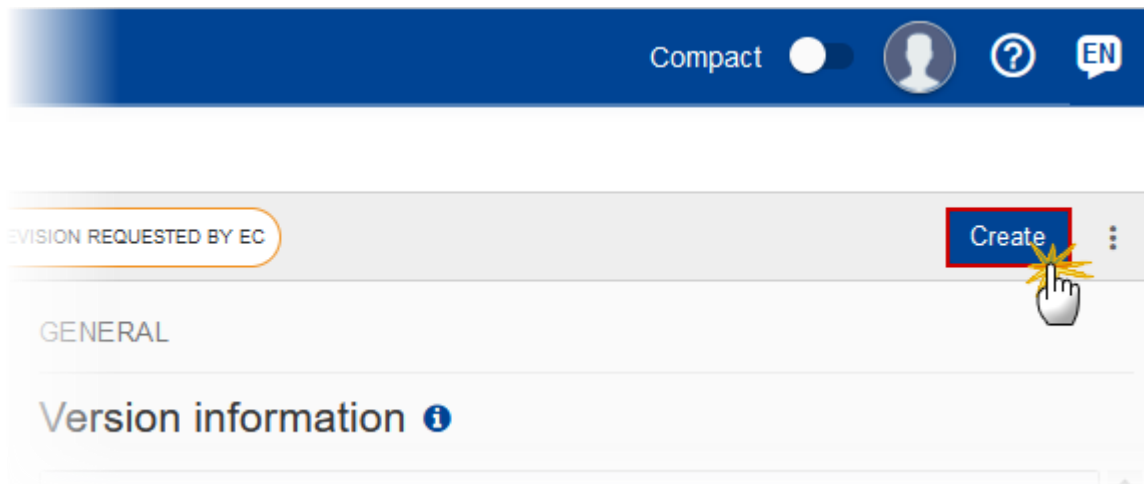 Compact
EN
EVISION REQUESTED BY EC
Create
GENERAL
Version information